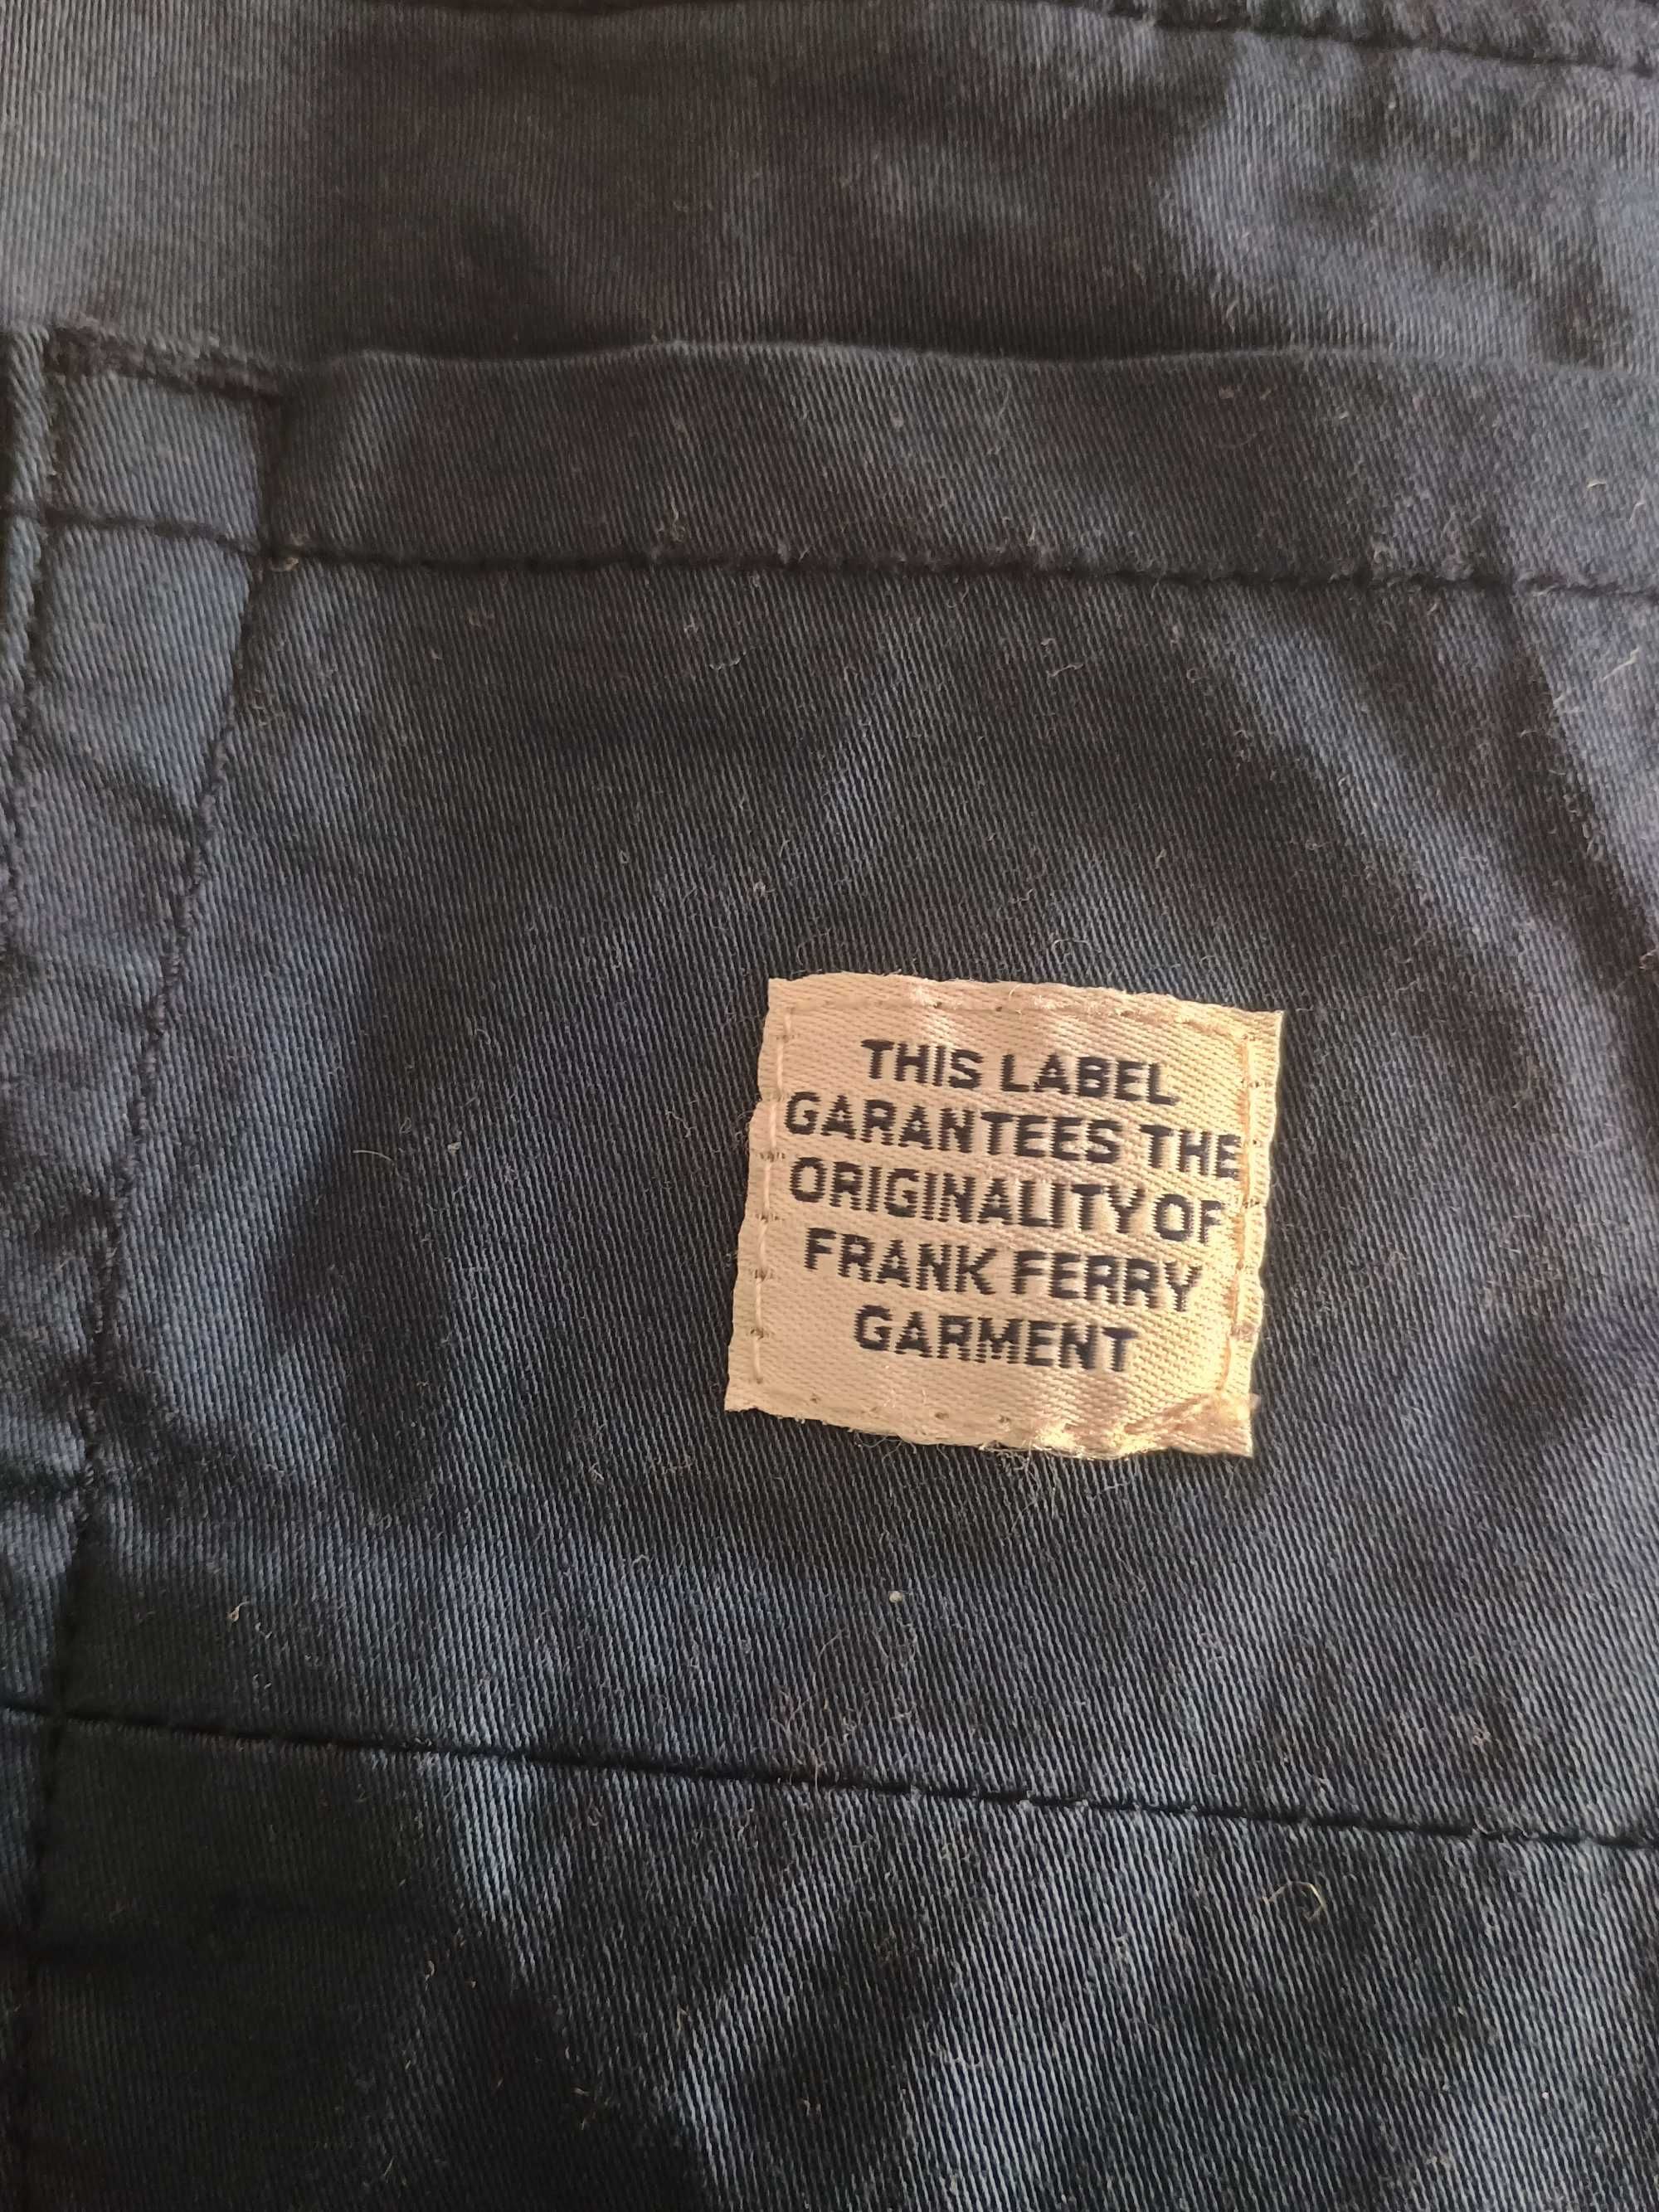 THIS LABEL
GARANTEES THE
ORIGINALITY OF
FRANK FERRY
GARMENT